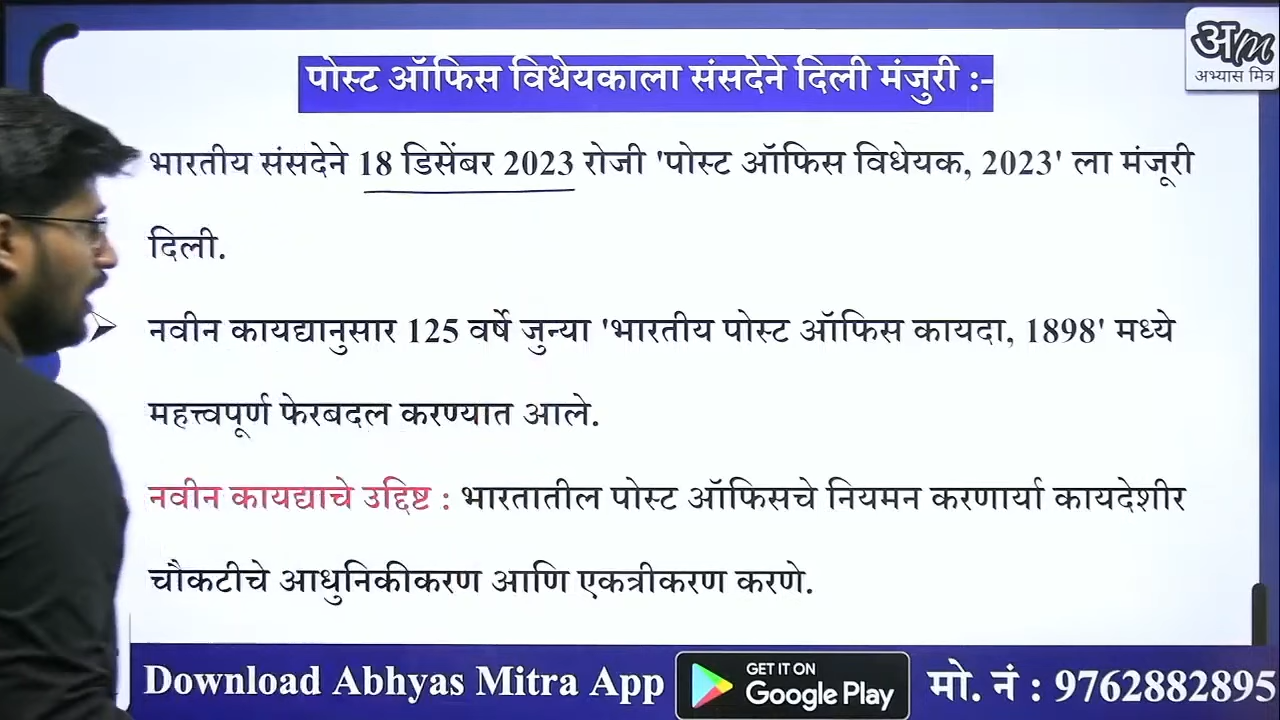 पोस्ट ऑफिस विधेयकाला संसदेने दिली मंजुरी :-
अm
अभ्यास मित्र
भारतीय संसदेने 18 डिसेंबर 2023 रोजी 'पोस्ट ऑफिस विधेयक, 2023' ला मंजूरी
दिली.
नवीन कायद्यानुसार 125 वर्षे जुन्या 'भारतीय पोस्ट ऑफिस कायदा, 1898' मध्ये
महत्त्वपूर्ण फेरबदल करण्यात आले.
नवीन कायद्याचे उद्दिष्ट : भारतातील पोस्ट ऑफिसचे नियमन करणार्या कायदेशीर
चौकटीचे आधुनिकीकरण आणि एकत्रीकरण करणे.
Download Abhyas Mitra App
GET IT ON
Google Play
मो. नं : 9762882895